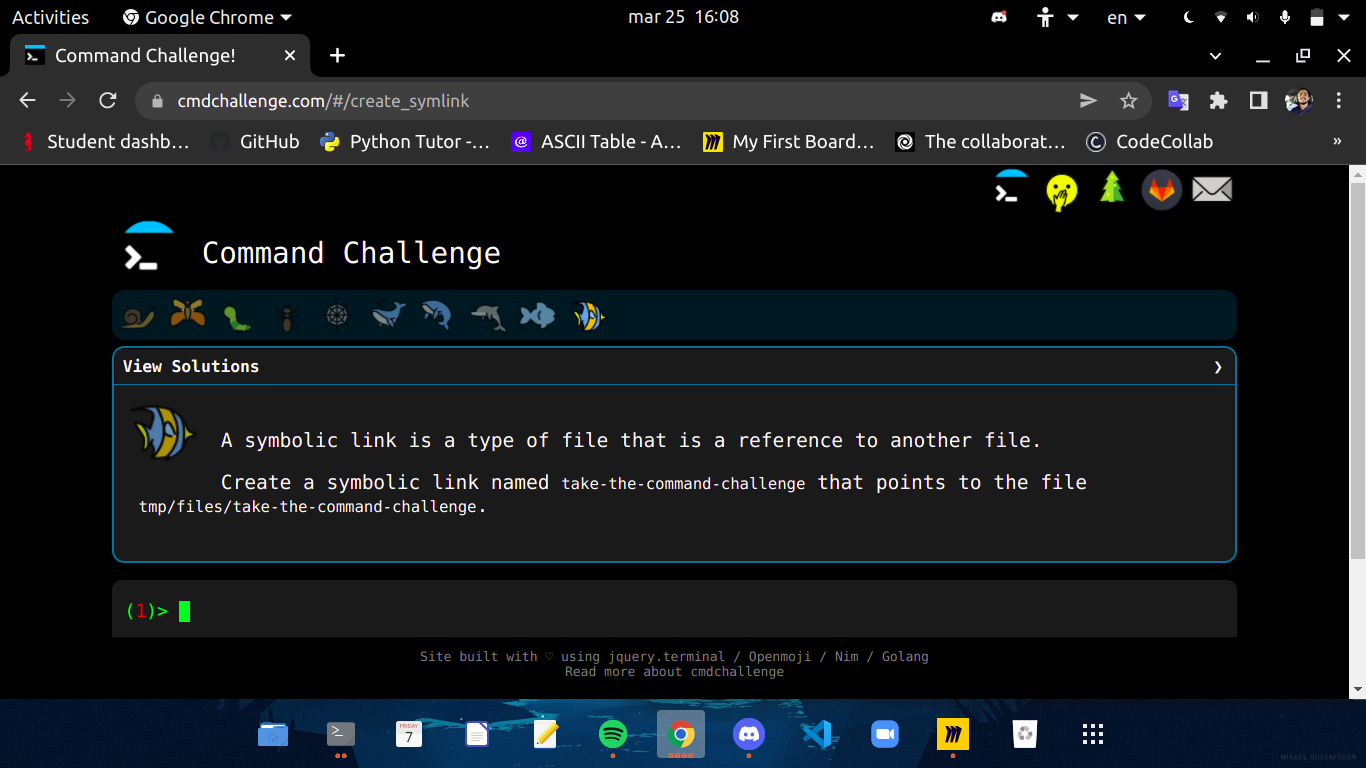 Activities Google Chrome mar 25 16:08 en
Command Challenge!
cmdchallenge.com/#/create_symlink
Student dashb… GitHub Python Tutor -… ASCII Table - A… My First Board… The collaborat… CodeCollab »
Command Challenge
View Solutions ❯
A symbolic link is a type of file that is a reference to another file.
Create a symbolic link named take-the-command-challenge that points to the file
tmp/files/take-the-command-challenge.
(1)>
Site built with ♡ using jquery.terminal / Openmoji / Nim / Golang
Read more about cmdchallenge
FRIDAY
7
MIKAEL GUSTAFSSON